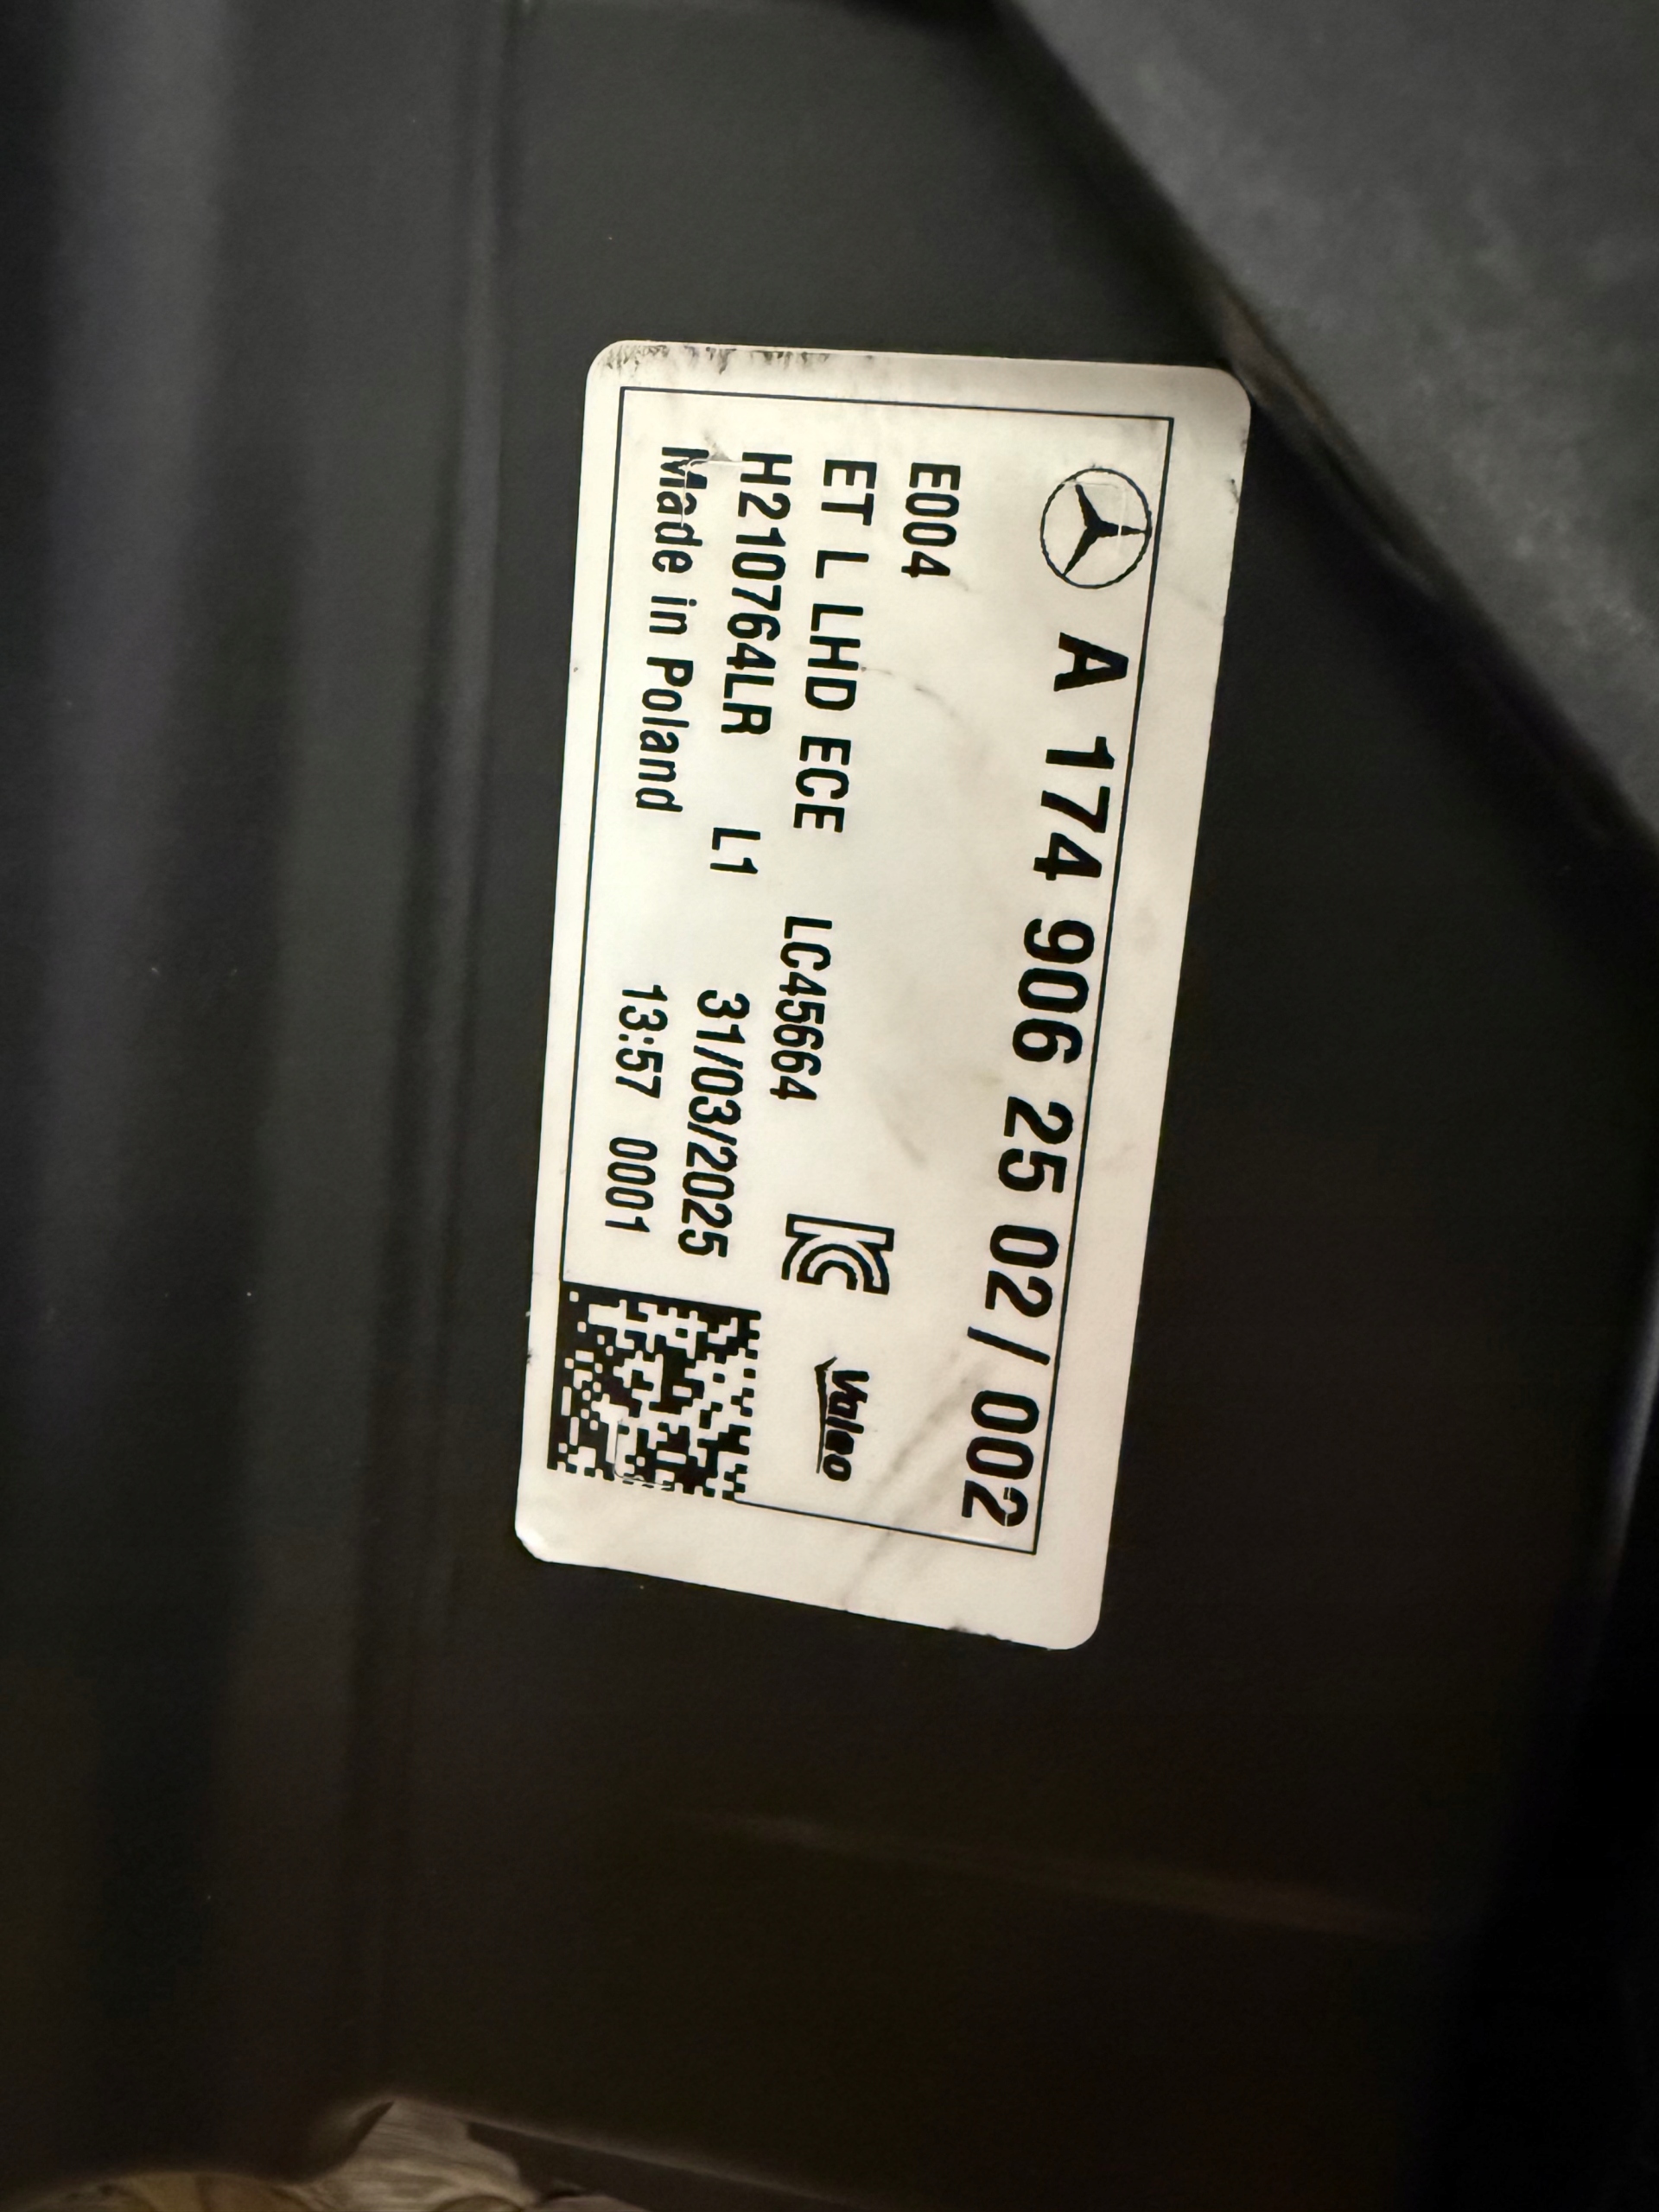 A 174 906 25 02 / 002
E004
ET L LHD ECE LC45664
H210764LR L1 31/03/2025
Made in Poland 13:57 0001
KC
Valeo